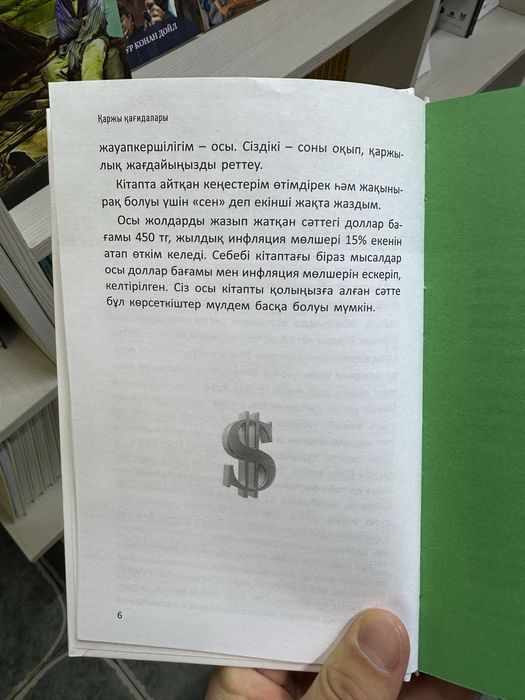 УР КОНАН ДОЙЛ
Қаржы қағидалары
жауапкершілігім – осы. Сіздікі – соны оқып, қаржы-
лық жағдайыңызды реттеу.
Кітапта айтқан кеңестерім өтімдірек һәм жақыны-
рақ болуы үшін «сен» деп екінші жақта жаздым.
Осы жолдарды жазып жатқан сәттегі доллар ба-
ғамы 450 тг, жылдық инфляция мөлшері 15% екенін
атап өткім келеді. Себебі кітаптағы біраз мысалдар
осы доллар бағамы мен инфляция мөлшерін ескеріп,
келтірілген. Сіз осы кітапты қолыңызға алған сәтте
бұл көрсеткіштер мүлдем басқа болуы мүмкін.
$
6